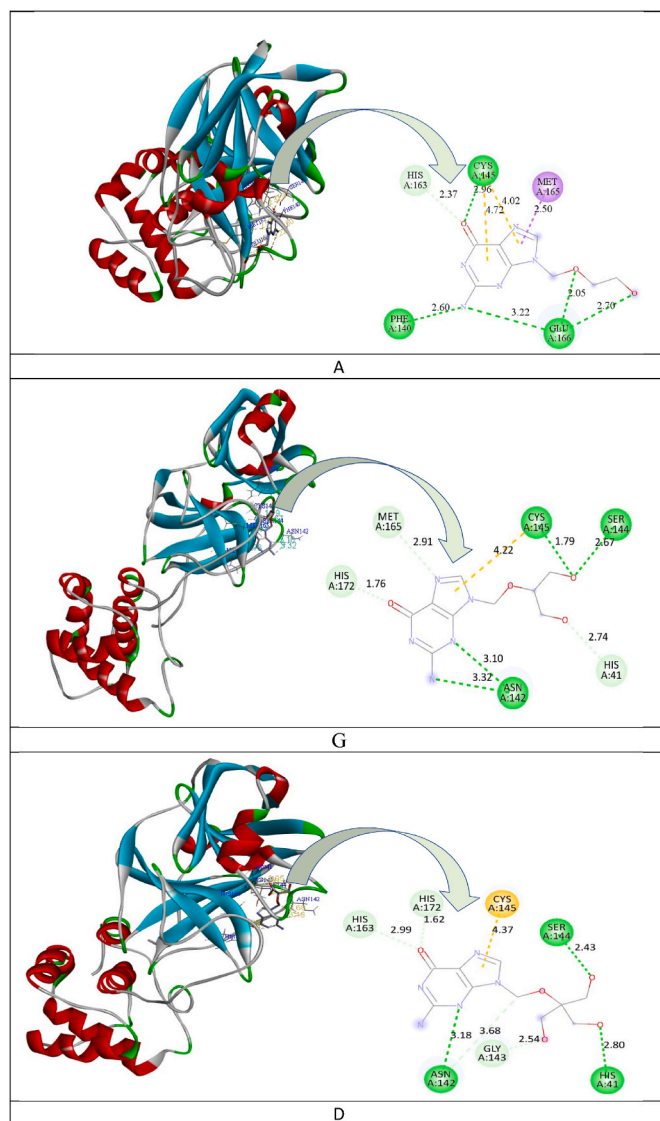 HIS
A:163
2.37
CYS
A:145
2.96
4.72
4.02
MET
A:165
2.50
N
N
N
N
N
O
O
O
2.05
2.70
PHE
A:140
2.60
3.22
GLU
A:166
A
ASN142
3.32
MET
A:165
2.91
CYS
A:145
SER
A:144
4.22
1.79
2.67
HIS
A:172
1.76
N
N
N
N
N
O
O
O
O
2.74
HIS
A:41
3.10
3.32
ASN
A:142
G
ASN142
HIS
A:172
1.62
CYS
A:145
HIS
A:163
2.99
4.37
SER
A:144
2.43
N
N
N
N
N
O
O
O
O
O
3.18
3.68
GLY
A:143
2.54
2.80
ASN
A:142
HIS
A:41
D